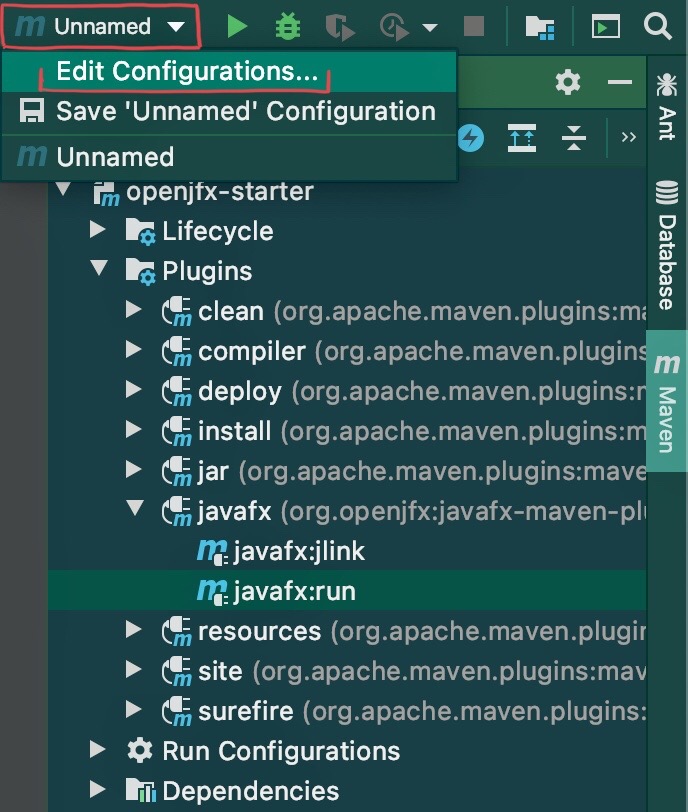 Unnamed
Edit Configurations...
Save 'Unnamed' Configuration
Unnamed
openjfx-starter
Lifecycle
Plugins
clean (org.apache.maven.plugins:ma
compiler (org.apache.maven.plugins
deploy (org.apache.maven.plugins:m
install (org.apache.maven.plugins:m
jar (org.apache.maven.plugins:mave
javafx (org.openjfx:javafx-maven-plu
javafx:jlink
javafx:run
resources (org.apache.maven.plugin
site (org.apache.maven.plugins:mav
surefire (org.apache.maven.plugins:
Run Configurations
Dependencies
Ant
Database
Maven